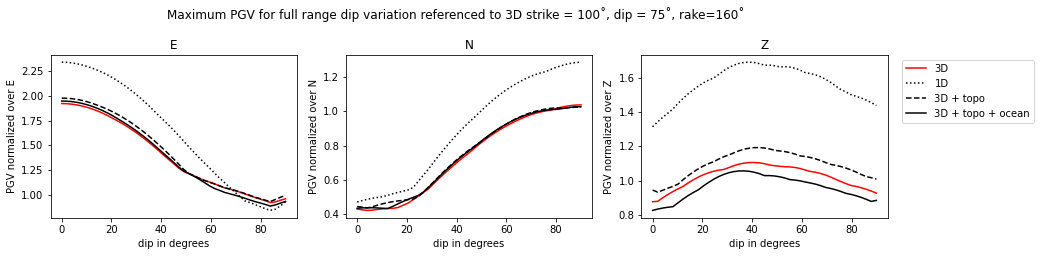 Maximum PGV for full range dip variation referenced to 3D strike = 100˚, dip = 75˚, rake=160˚
E
PGV normalized over E
2.25
2.00
1.75
1.50
1.25
1.00
0 20 40 60 80
dip in degrees
N
PGV normalized over N
1.2
1.0
0.8
0.6
0.4
0 20 40 60 80
dip in degrees
Z
PGV normalized over Z
1.6
1.4
1.2
1.0
0.8
0 20 40 60 80
dip in degrees
3D
1D
3D + topo
3D + topo + ocean